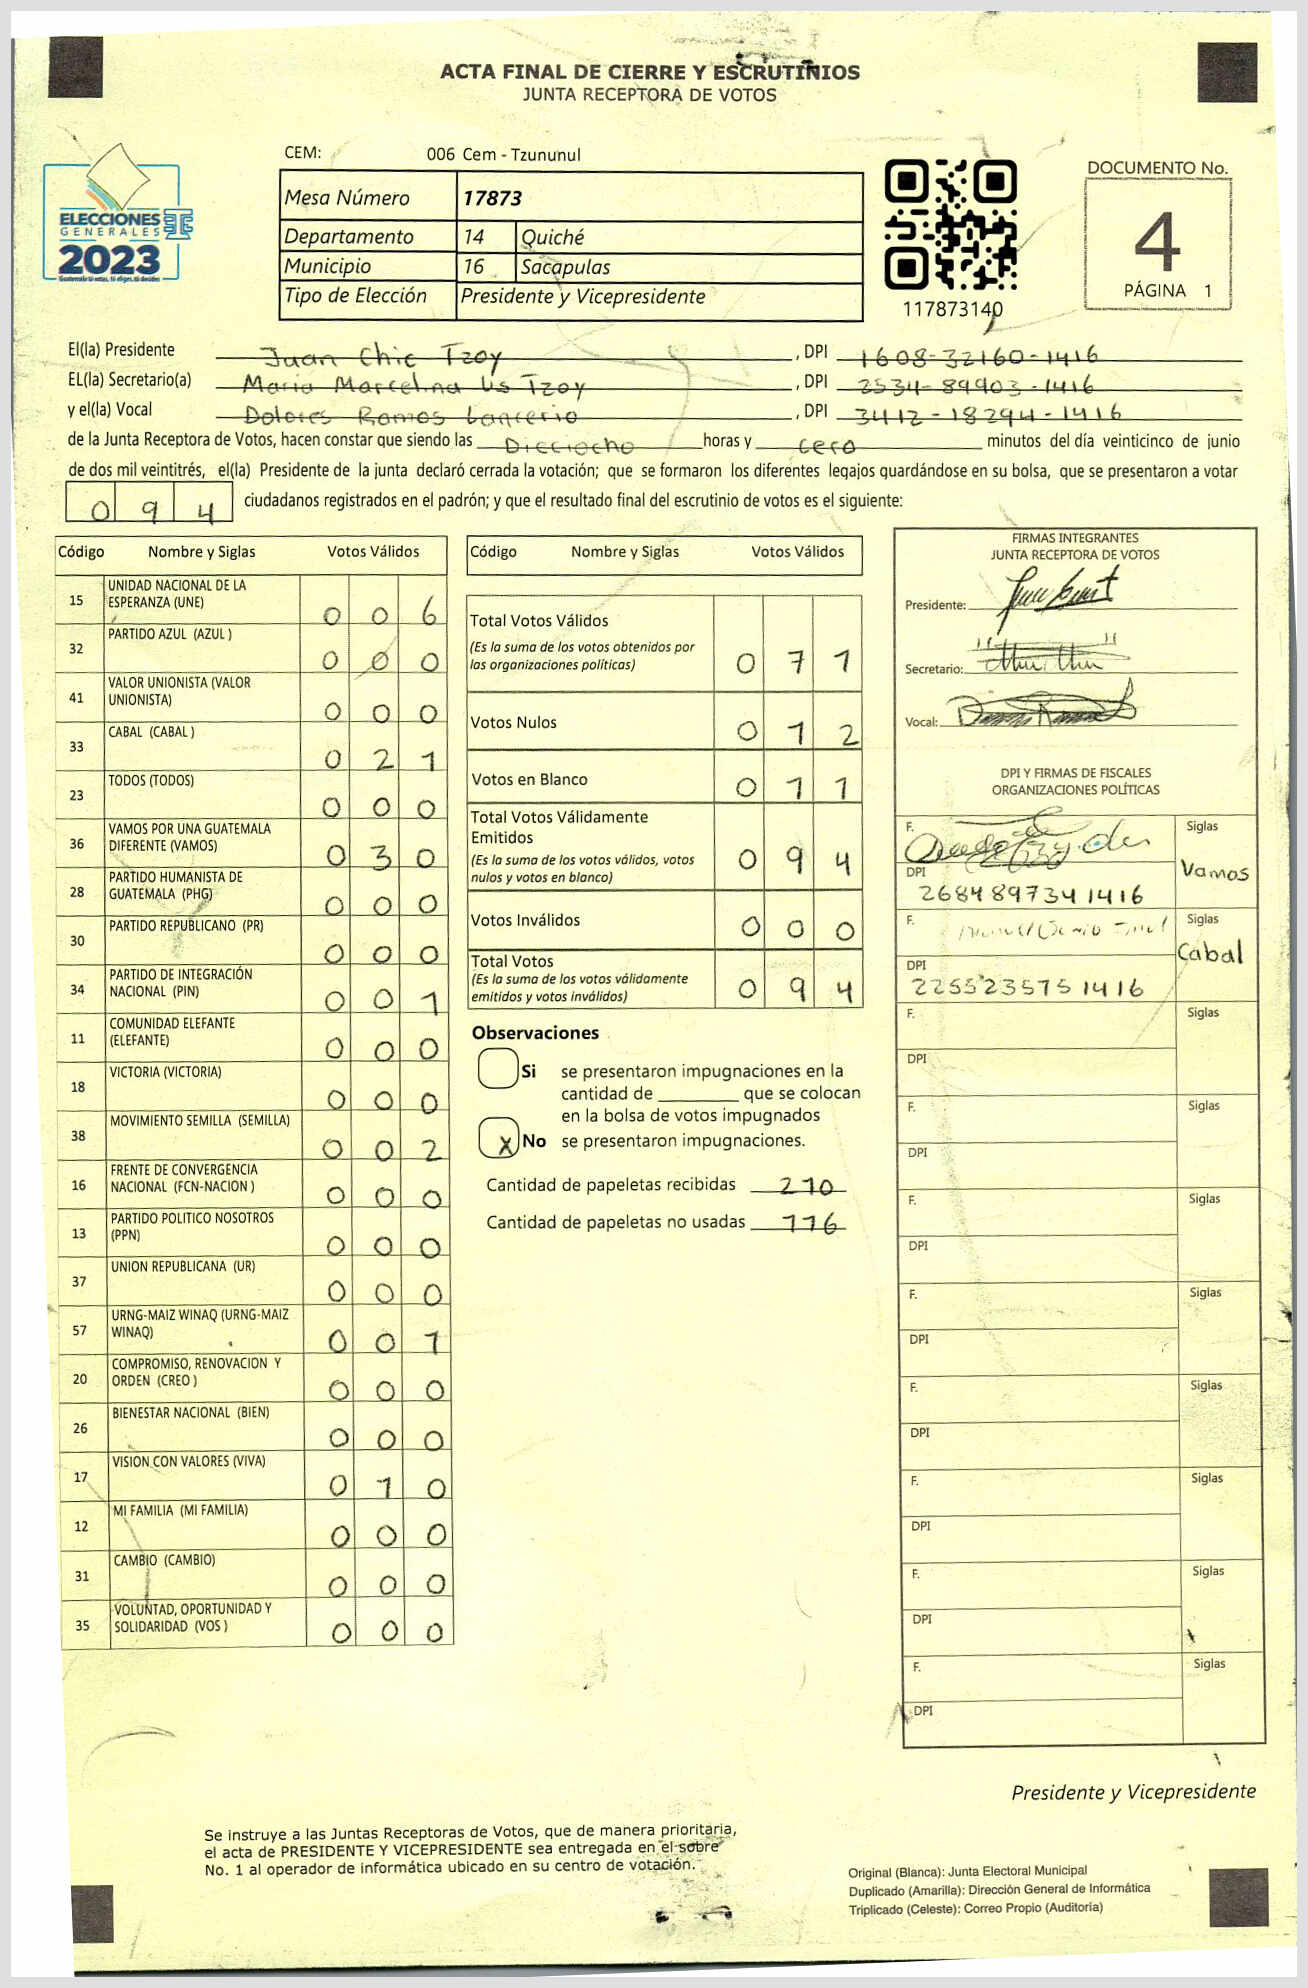 ACTA FINAL DE CIERRE Y ESCRUTINIOS
JUNTA RECEPTORA DE VOTOS
CEM: 006 Cem - Tzununul
ELECCIONES
GENERALES
2023
Mesa Número 17873
Departamento 14 Quiché
Municipio 16 Sacapulas
Tipo de Elección Presidente y Vicepresidente
117873140
DOCUMENTO No.
4
PÁGINA 1
El(la) Presidente Juan Chic Tzoy , DPI 1608-32160-1416
EL(la) Secretario(a) Maria Marcelina Us Tzoy , DPI 2534-89903-1416
y el(la) Vocal Dolores Ramos Lancerio , DPI 3412-18294-1416
de la Junta Receptora de Votos, hacen constar que siendo las Dieciocho horas y cero minutos del día veinticinco de junio
de dos mil veintitrés, el(la) Presidente de la junta declaró cerrada la votación; que se formaron los diferentes legajos guardándose en su bolsa, que se presentaron a votar
0 9 4 ciudadanos registrados en el padrón; y que el resultado final del escrutinio de votos es el siguiente:
Código Nombre y Siglas Votos Válidos
15 UNIDAD NACIONAL DE LA ESPERANZA (UNE) 0 0 6
32 PARTIDO AZUL (AZUL ) 0 0 0
41 VALOR UNIONISTA (VALOR UNIONISTA) 0 0 0
33 CABAL (CABAL ) 0 2 1
23 TODOS (TODOS) 0 0 0
36 VAMOS POR UNA GUATEMALA DIFERENTE (VAMOS) 0 3 0
28 PARTIDO HUMANISTA DE GUATEMALA (PHG) 0 0 0
30 PARTIDO REPUBLICANO (PR) 0 0 0
34 PARTIDO DE INTEGRACIÓN NACIONAL (PIN) 0 0 1
11 COMUNIDAD ELEFANTE (ELEFANTE) 0 0 0
18 VICTORIA (VICTORIA) 0 0 0
38 MOVIMIENTO SEMILLA (SEMILLA) 0 0 2
16 FRENTE DE CONVERGENCIA NACIONAL (FCN-NACION ) 0 0 0
13 PARTIDO POLITICO NOSOTROS (PPN) 0 0 0
37 UNION REPUBLICANA (UR) 0 0 0
57 URNG-MAIZ WINAQ (URNG-MAIZ WINAQ) 0 0 1
20 COMPROMISO, RENOVACION Y ORDEN (CREO ) 0 0 0
26 BIENESTAR NACIONAL (BIEN) 0 0 0
17 VISION CON VALORES (VIVA) 0 1 0
12 MI FAMILIA (MI FAMILIA) 0 0 0
31 CAMBIO (CAMBIO) 0 0 0
35 VOLUNTAD, OPORTUNIDAD Y SOLIDARIDAD (VOS ) 0 0 0
Código Nombre y Siglas Votos Válidos
Total Votos Válidos
(Es la suma de los votos obtenidos por
las organizaciones políticas) 0 7 1
Votos Nulos 0 1 2
Votos en Blanco 0 1 1
Total Votos Válidamente
Emitidos
(Es la suma de los votos válidos, votos
nulos y votos en blanco) 0 9 4
Votos Inválidos 0 0 0
Total Votos
(Es la suma de los votos válidamente
emitidos y votos inválidos) 0 9 4
Observaciones
Si se presentaron impugnaciones en la
cantidad de ________ que se colocan
en la bolsa de votos impugnados
x No se presentaron impugnaciones.
Cantidad de papeletas recibidas 210
Cantidad de papeletas no usadas 116
FIRMAS INTEGRANTES
JUNTA RECEPTORA DE VOTOS
Presidente:
Secretario:
Vocal:
DPI Y FIRMAS DE FISCALES
ORGANIZACIONES POLÍTICAS
F. Siglas
Vamos
DPI
2684897341416
F. Siglas
Cabal
DPI
2255235751416
F. Siglas
DPI
F. Siglas
DPI
F. Siglas
DPI
F. Siglas
DPI
F. Siglas
DPI
F. Siglas
DPI
F. Siglas
DPI
F. Siglas
DPI
Presidente y Vicepresidente
Se instruye a las Juntas Receptoras de Votos, que de manera prioritaria,
el acta de PRESIDENTE Y VICEPRESIDENTE sea entregada en el sobre
No. 1 al operador de informática ubicado en su centro de votación.
Original (Blanca): Junta Electoral Municipal
Duplicado (Amarilla): Dirección General de Informática
Triplicado (Celeste): Correo Propio (Auditoría)